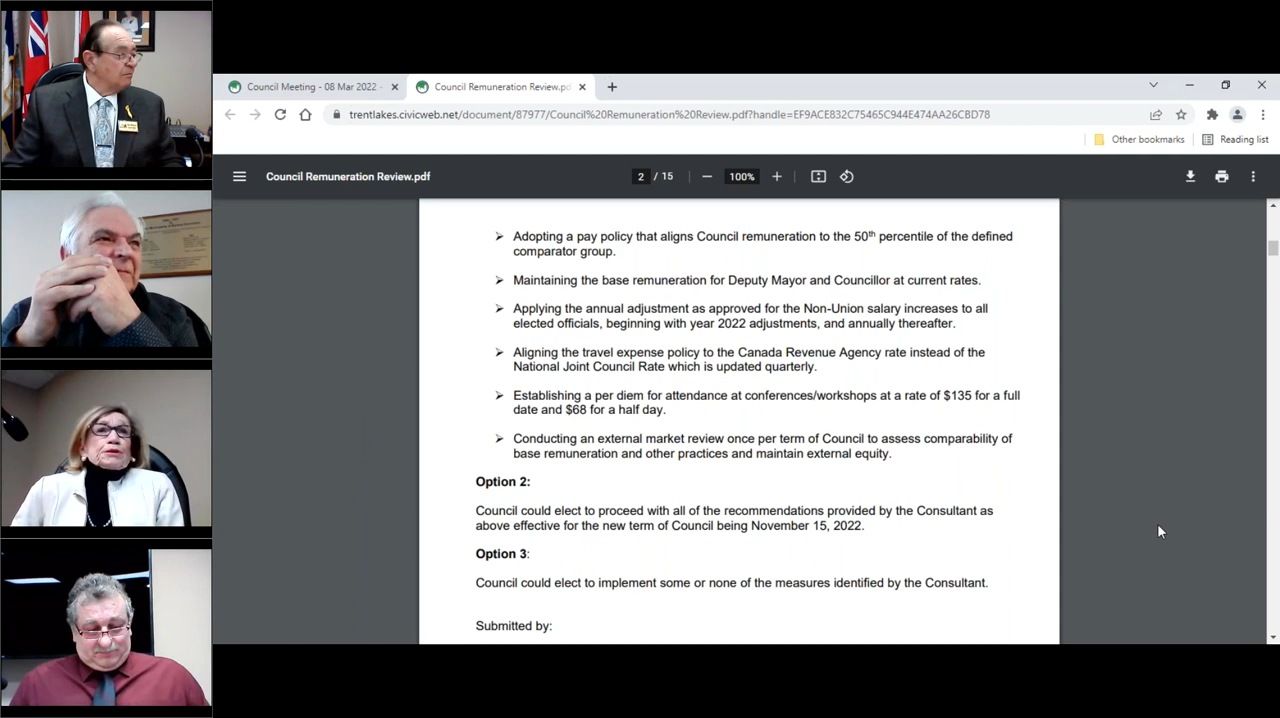 Council Meeting - 08 Mar 2022 -
Council Remuneration Review.pd
trentlakes.civicweb.net/document/87977/Council%20Remuneration%20Review.pdf?handle=EF9ACE832C75465C944E474AA26CBD78
Other bookmarks
Reading list
Council Remuneration Review.pdf
2 / 15
100%
➢ Adopting a pay policy that aligns Council remuneration to the 50th percentile of the defined
comparator group.
➢ Maintaining the base remuneration for Deputy Mayor and Councillor at current rates.
➢ Applying the annual adjustment as approved for the Non-Union salary increases to all
elected officials, beginning with year 2022 adjustments, and annually thereafter.
➢ Aligning the travel expense policy to the Canada Revenue Agency rate instead of the
National Joint Council Rate which is updated quarterly.
➢ Establishing a per diem for attendance at conferences/workshops at a rate of $135 for a full
date and $68 for a half day.
➢ Conducting an external market review once per term of Council to assess comparability of
base remuneration and other practices and maintain external equity.
Option 2:
Council could elect to proceed with all of the recommendations provided by the Consultant as
above effective for the new term of Council being November 15, 2022.
Option 3:
Council could elect to implement some or none of the measures identified by the Consultant.
Submitted by: